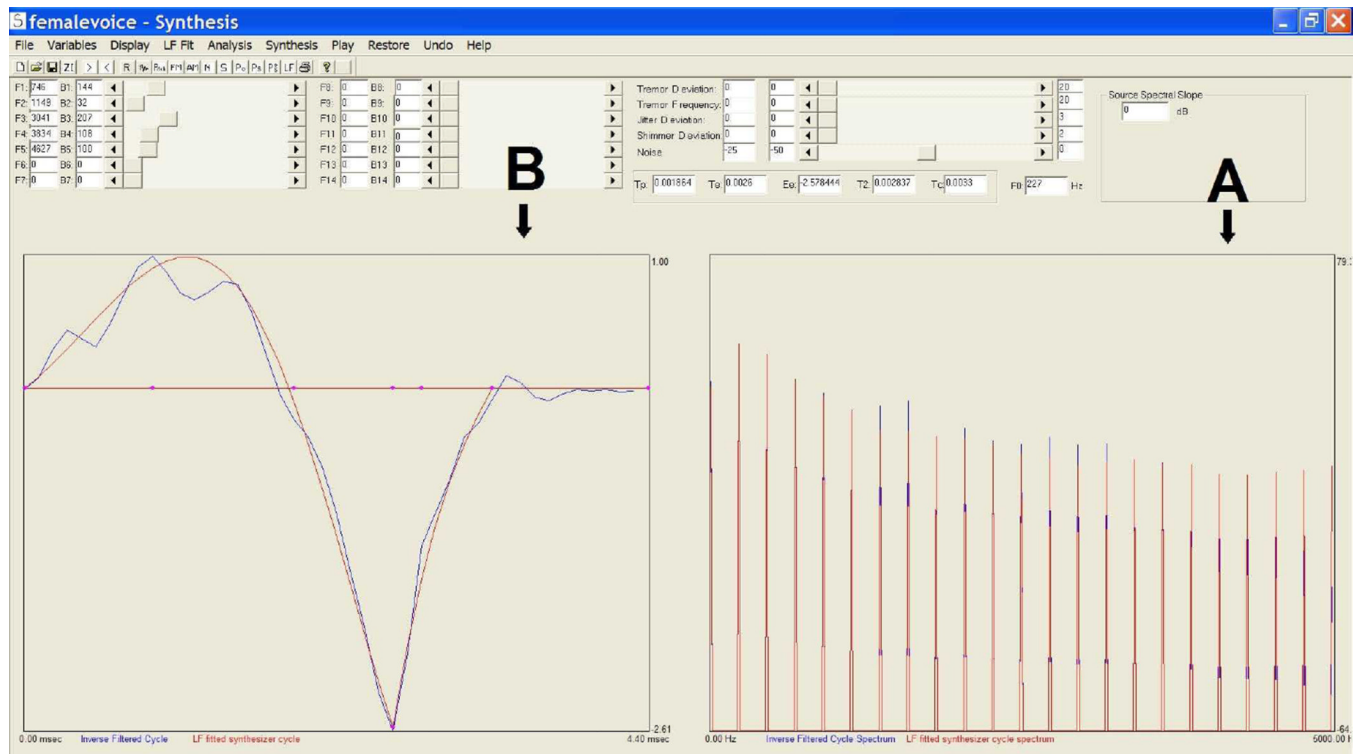 femalevoice - Synthesis
File Variables Display LF Fit Analysis Synthesis Play Restore Undo Help
F1: 746 B1: 144 F8: 0 B8: 0 Tremor Deviation: 0 0 20
F2: 1149 B2: 32 F9: 0 B9: 0 Tremor Frequency: 0 0 20 Source Spectral Slope
F3: 3041 B3: 207 F10 0 B10 0 Jitter Deviation: 0 0 3 0 dB
F4: 3834 B4: 108 F11 0 B11 0 Shimmer Deviation 0 0 2
F5: 4627 B5: 100 F12 0 B12 0 Noise -25 -50 0
F6: 0 B6: 0 F13 0 B13 0
F7: 0 B7: 0 F14 0 B14 0 Tp: 0.001864 Te: 0.0026 Ee: -2.578444 T2: 0.002837 Tc: 0.0033 F0: 227 Hz
B A
1.00
-2.61
0.00 msec Inverse Filtered Cycle LF fitted synthesizer cycle 4.40 msec
0.00 Hz Inverse Filtered Cycle Spectrum LF fitted synthesizer cycle spectrum